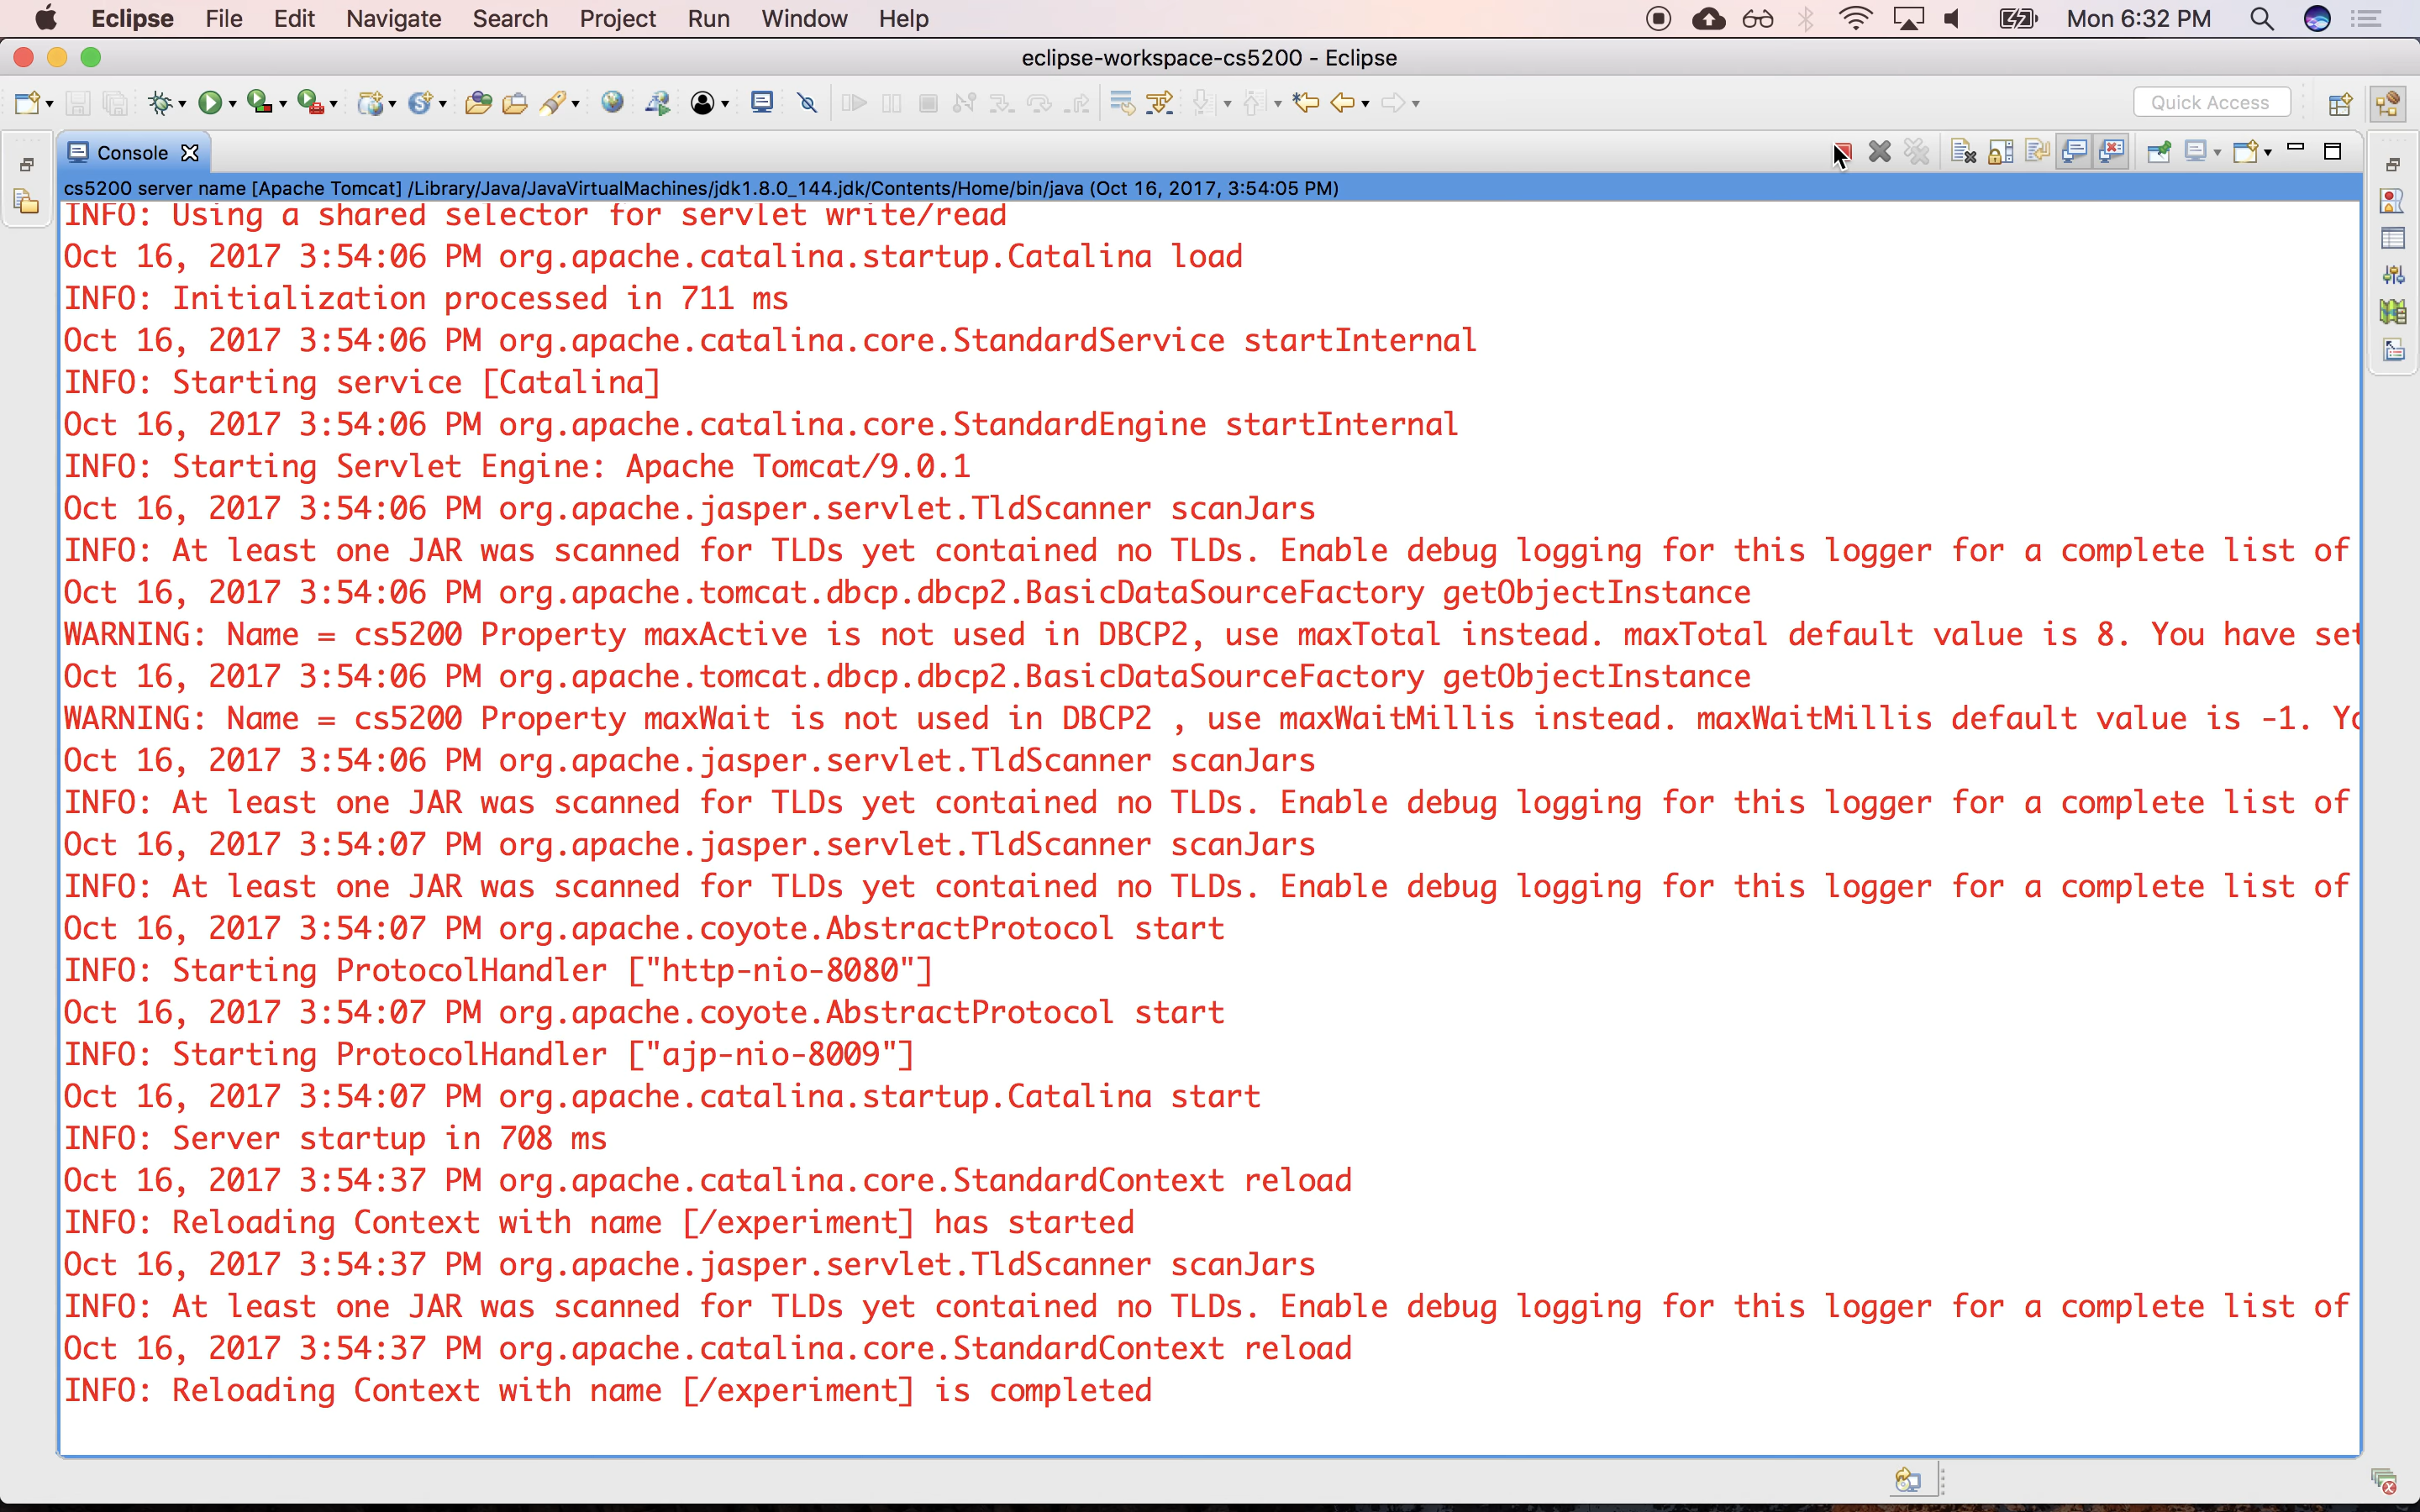 Eclipse File Edit Navigate Search Project Run Window Help Mon 6:32 PM
eclipse-workspace-cs5200 - Eclipse
Quick Access
Console
cs5200 server name [Apache Tomcat] /Library/Java/JavaVirtualMachines/jdk1.8.0_144.jdk/Contents/Home/bin/java (Oct 16, 2017, 3:54:05 PM)
INFO: Using a shared selector for servlet write/read
Oct 16, 2017 3:54:06 PM org.apache.catalina.startup.Catalina load
INFO: Initialization processed in 711 ms
Oct 16, 2017 3:54:06 PM org.apache.catalina.core.StandardService startInternal
INFO: Starting service [Catalina]
Oct 16, 2017 3:54:06 PM org.apache.catalina.core.StandardEngine startInternal
INFO: Starting Servlet Engine: Apache Tomcat/9.0.1
Oct 16, 2017 3:54:06 PM org.apache.jasper.servlet.TldScanner scanJars
INFO: At least one JAR was scanned for TLDs yet contained no TLDs. Enable debug logging for this logger for a complete list of
Oct 16, 2017 3:54:06 PM org.apache.tomcat.dbcp.dbcp2.BasicDataSourceFactory getObjectInstance
WARNING: Name = cs5200 Property maxActive is not used in DBCP2, use maxTotal instead. maxTotal default value is 8. You have set
Oct 16, 2017 3:54:06 PM org.apache.tomcat.dbcp.dbcp2.BasicDataSourceFactory getObjectInstance
WARNING: Name = cs5200 Property maxWait is not used in DBCP2 , use maxWaitMillis instead. maxWaitMillis default value is -1.
Oct 16, 2017 3:54:06 PM org.apache.jasper.servlet.TldScanner scanJars
INFO: At least one JAR was scanned for TLDs yet contained no TLDs. Enable debug logging for this logger for a complete list of
Oct 16, 2017 3:54:07 PM org.apache.jasper.servlet.TldScanner scanJars
INFO: At least one JAR was scanned for TLDs yet contained no TLDs. Enable debug logging for this logger for a complete list of
Oct 16, 2017 3:54:07 PM org.apache.coyote.AbstractProtocol start
INFO: Starting ProtocolHandler ["http-nio-8080"]
Oct 16, 2017 3:54:07 PM org.apache.coyote.AbstractProtocol start
INFO: Starting ProtocolHandler ["ajp-nio-8009"]
Oct 16, 2017 3:54:07 PM org.apache.catalina.startup.Catalina start
INFO: Server startup in 708 ms
Oct 16, 2017 3:54:37 PM org.apache.catalina.core.StandardContext reload
INFO: Reloading Context with name [/experiment] has started
Oct 16, 2017 3:54:37 PM org.apache.jasper.servlet.TldScanner scanJars
INFO: At least one JAR was scanned for TLDs yet contained no TLDs. Enable debug logging for this logger for a complete list of
Oct 16, 2017 3:54:37 PM org.apache.catalina.core.StandardContext reload
INFO: Reloading Context with name [/experiment] is completed